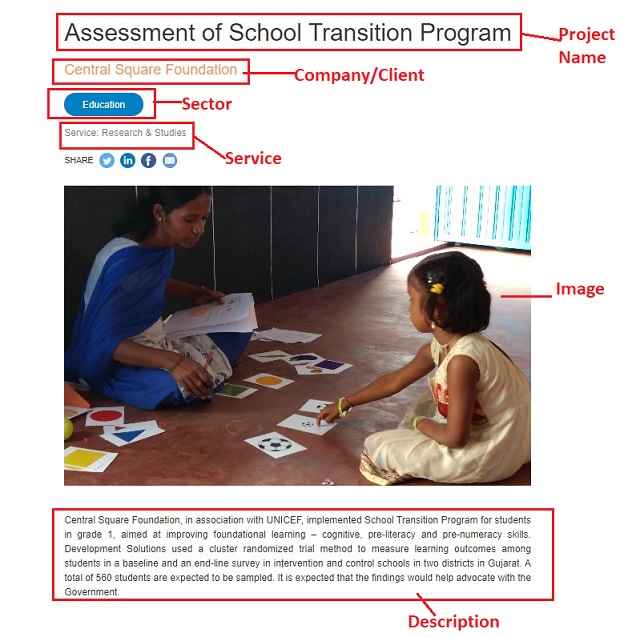 Assessment of School Transition Program
Project
Name
Central Square Foundation
Company/Client
Education
Sector
Service: Research & Studies
Service
SHARE
Image
Central Square Foundation, in association with UNICEF, implemented School Transition Program for students
in grade 1, aimed at improving foundational learning – cognitive, pre-literacy and pre-numeracy skills.
Development Solutions used a cluster randomized trial method to measure learning outcomes among
students in a baseline and an end-line survey in intervention and control schools in two districts in Gujarat. A
total of 560 students are expected to be sampled. It is expected that the findings would help advocate with the
Government.
Description